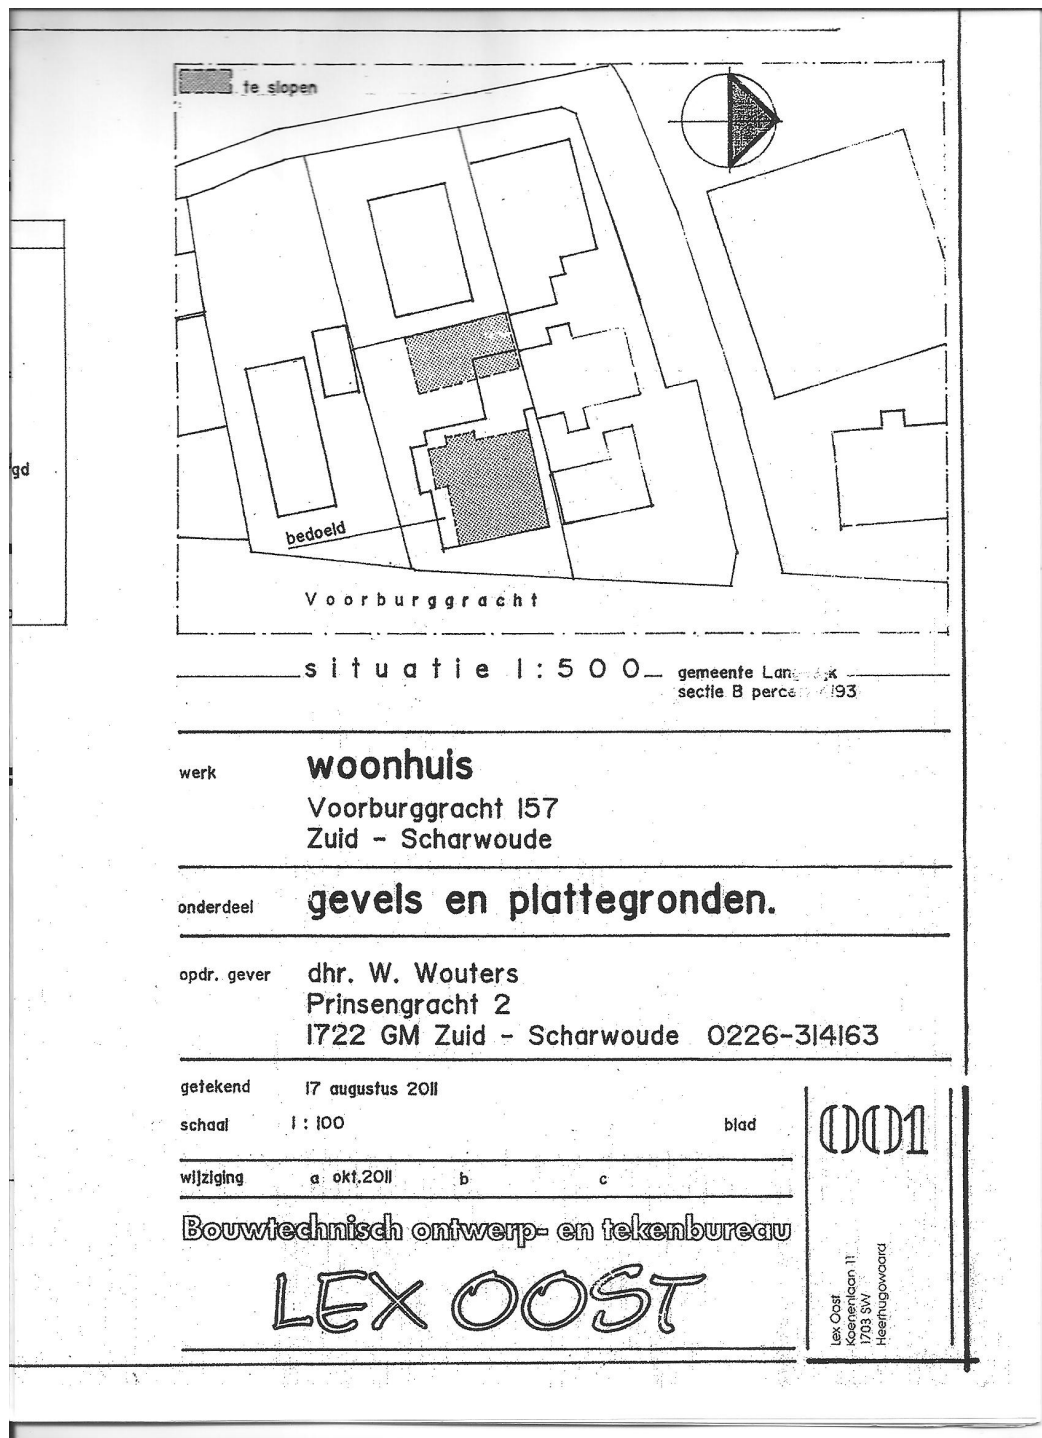 te slopen
gd
bedoeld
Voorburggracht
situatie 1:500
gemeente
sectie B
werk
woonhuis
Voorburggracht 157
Zuid - Scharwoude
onderdeel
gevels en plattegronden.
opdr. gever
dhr. W. Wouters
Prinsengracht 2
1722 GM Zuid - Scharwoude 0226-314163
getekend 17 augustus 2011
schaal 1 : 100
blad
001
wijziging a okt.2011 b c
Bouwtechnisch ontwerp- en tekenbureau
LEX OOST
Lex Oost
Koenenlaan 11
1703 SW
Heerhugowaard